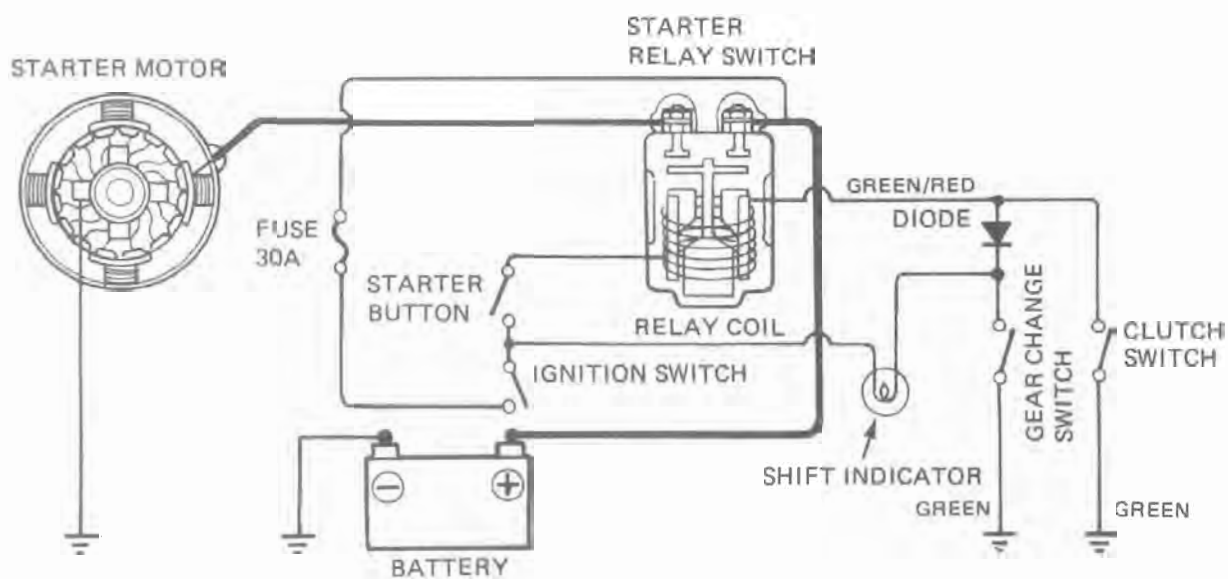 STARTER
RELAY SWITCH
STARTER MOTOR
GREEN/RED
DIODE
FUSE
30A
STARTER
BUTTON
RELAY COIL
CLUTCH
SWITCH
GEAR CHANGE
SWITCH
IGNITION SWITCH
SHIFT INDICATOR
−
+
GREEN
GREEN
BATTERY